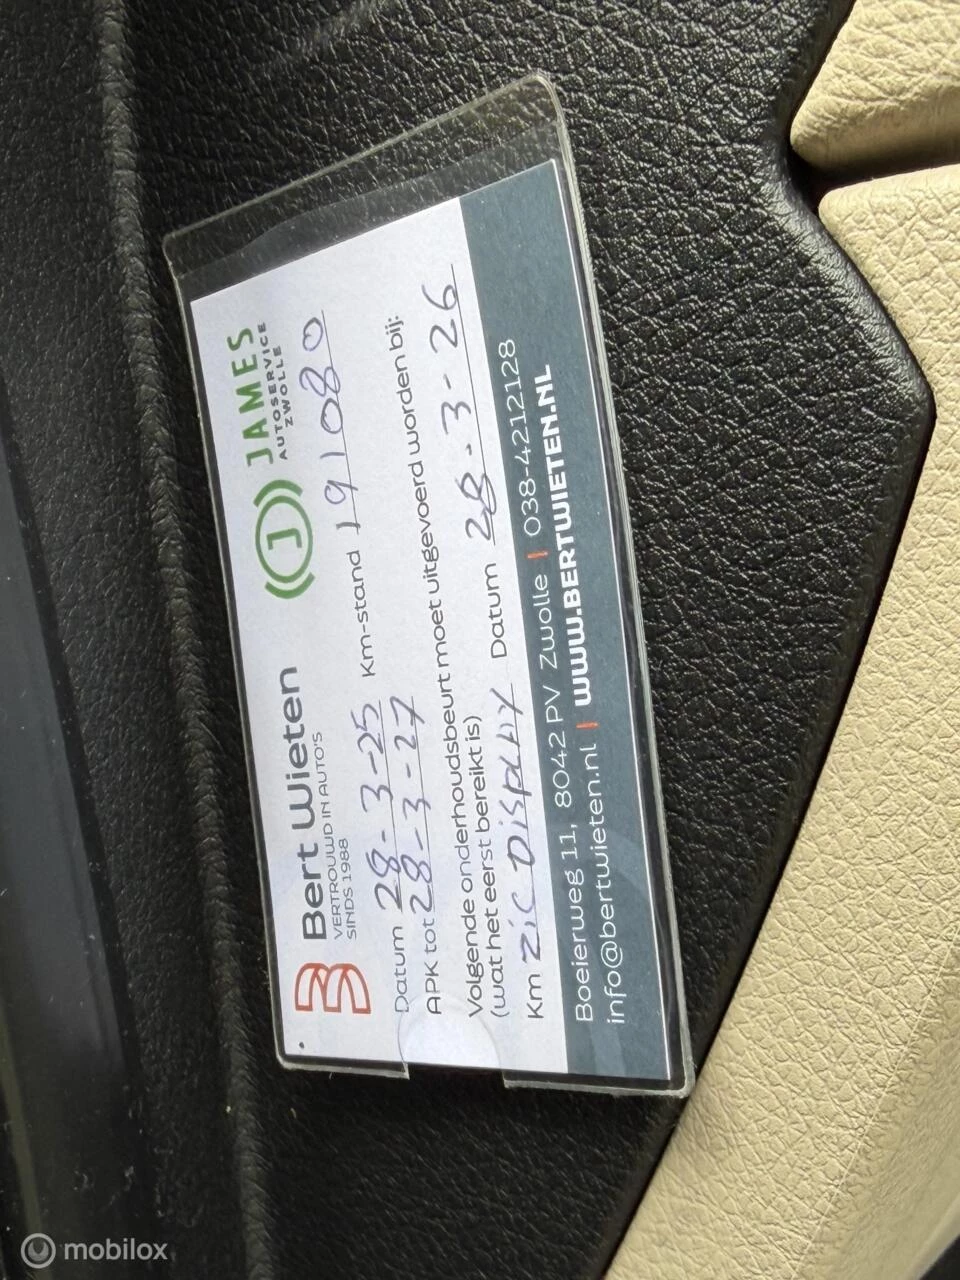 Bert Wieten
VERTROUWD IN AUTO'S
SINDS 1988
J JAMES
AUTOSERVICE
ZWOLLE
Datum 28-3-25 Km-stand 191080
APK tot 28-3-27
Volgende onderhoudsbeurt moet uitgevoerd worden bij:
(wat het eerst bereikt is)
Km ZIE DISPLAY Datum 28-3-26
Boeierweg 11, 8042 PV Zwolle | 038-4212128
info@bertwieten.nl | WWW.BERTWIETEN.NL
mobilox